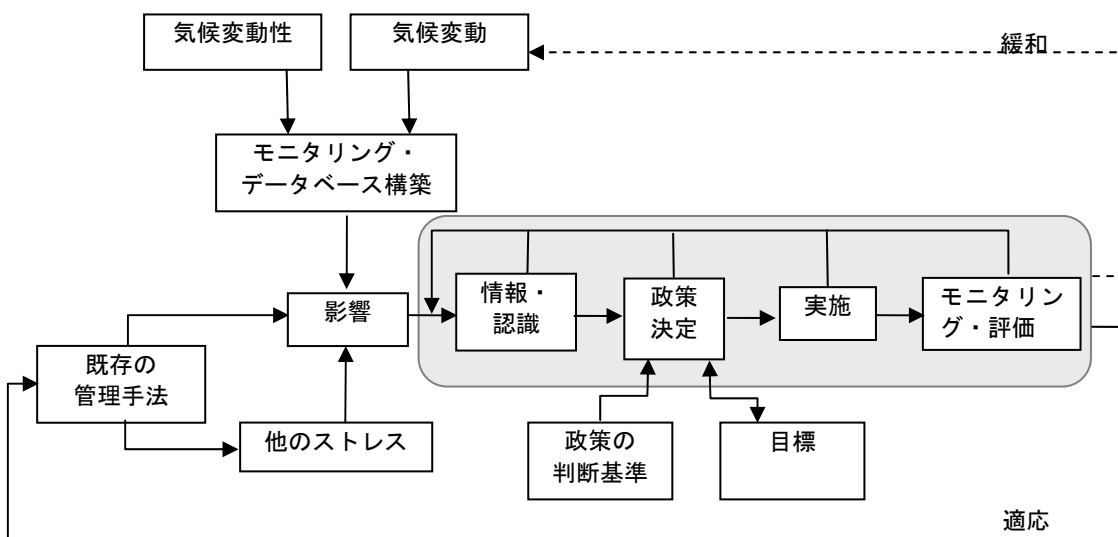 気候変動性
気候変動
緩和
モニタリング・
データベース構築
影響
情報・
認識
政策
決定
実施
モニタリン
グ・評価
既存の
管理手法
他のストレス
政策の
判断基準
目標
適応